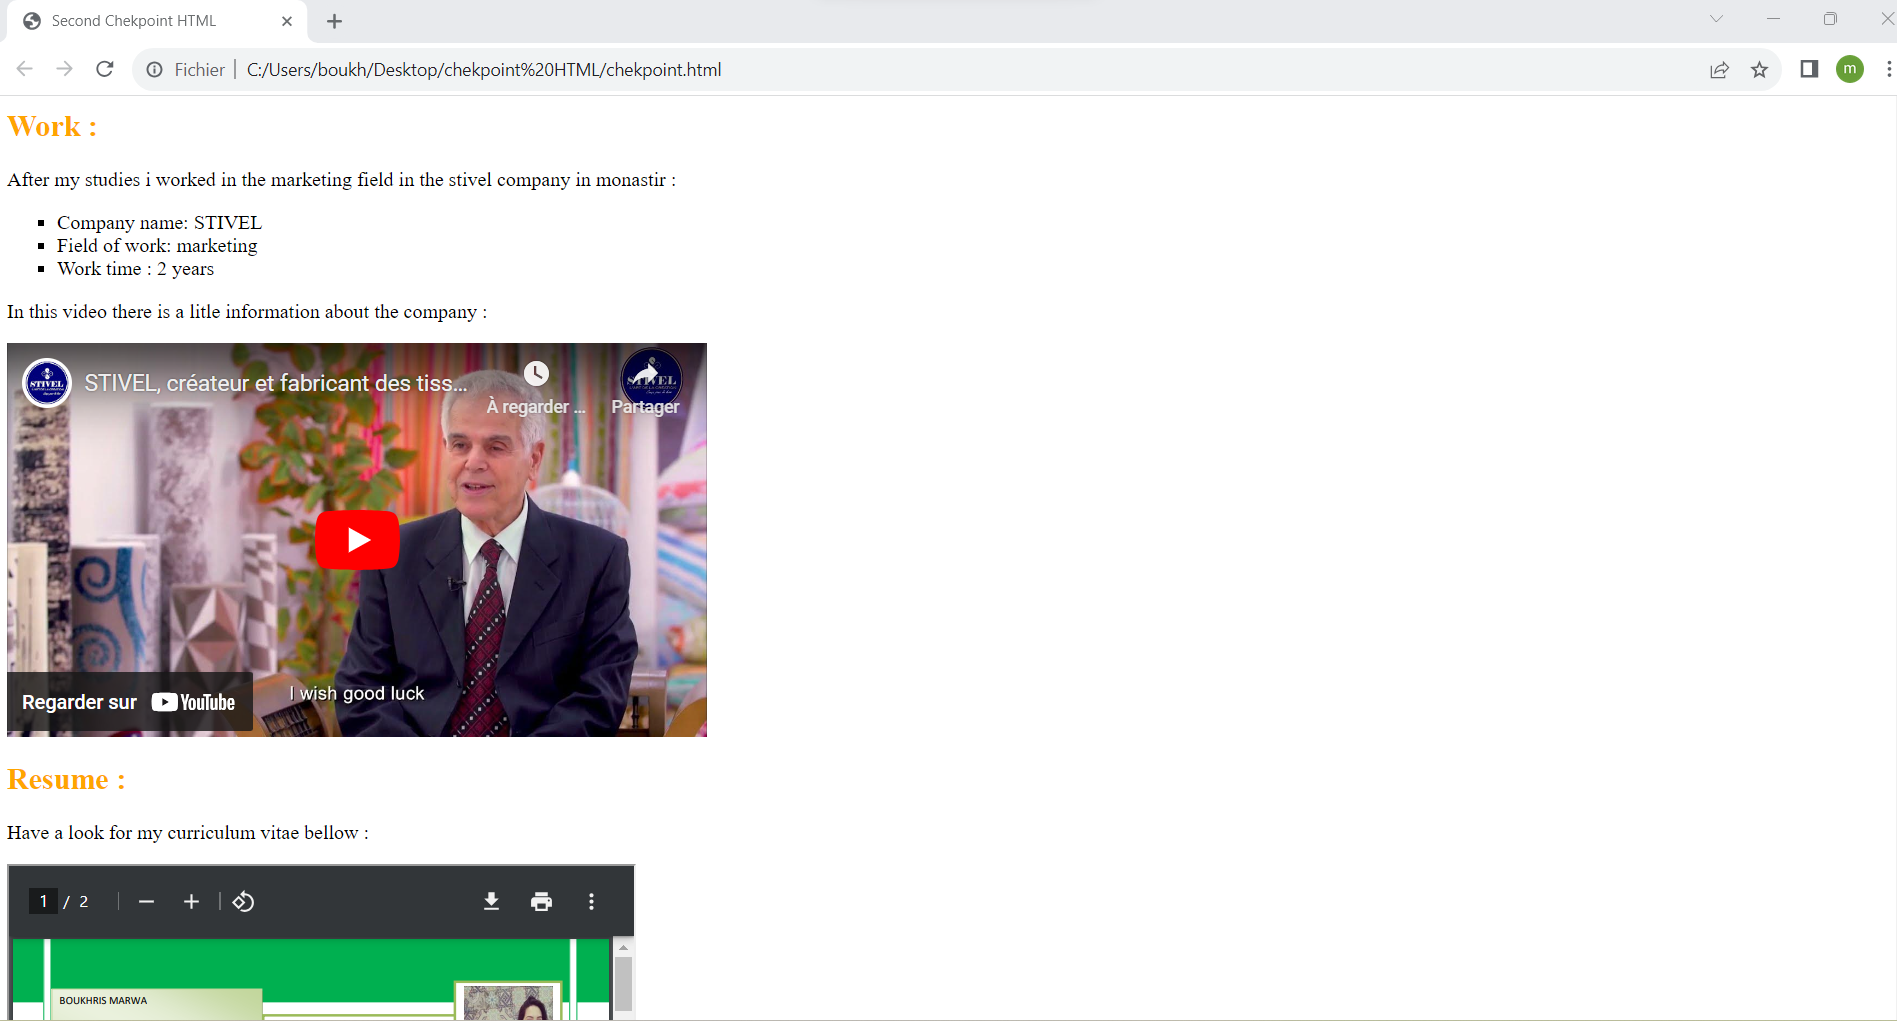 Second Chekpoint HTML
Fichier | C:/Users/boukh/Desktop/chekpoint%20HTML/chekpoint.html
m
Work :
After my studies i worked in the marketing field in the stivel company in monastir :
Company name: STIVEL
Field of work: marketing
Work time : 2 years
In this video there is a litle information about the company :
STIVEL
STIVEL, créateur et fabricant des tiss...
À regarder ...
Partager
I wish good luck
Regarder sur YouTube
Resume :
Have a look for my curriculum vitae bellow :
1 / 2
BOUKHRIS MARWA